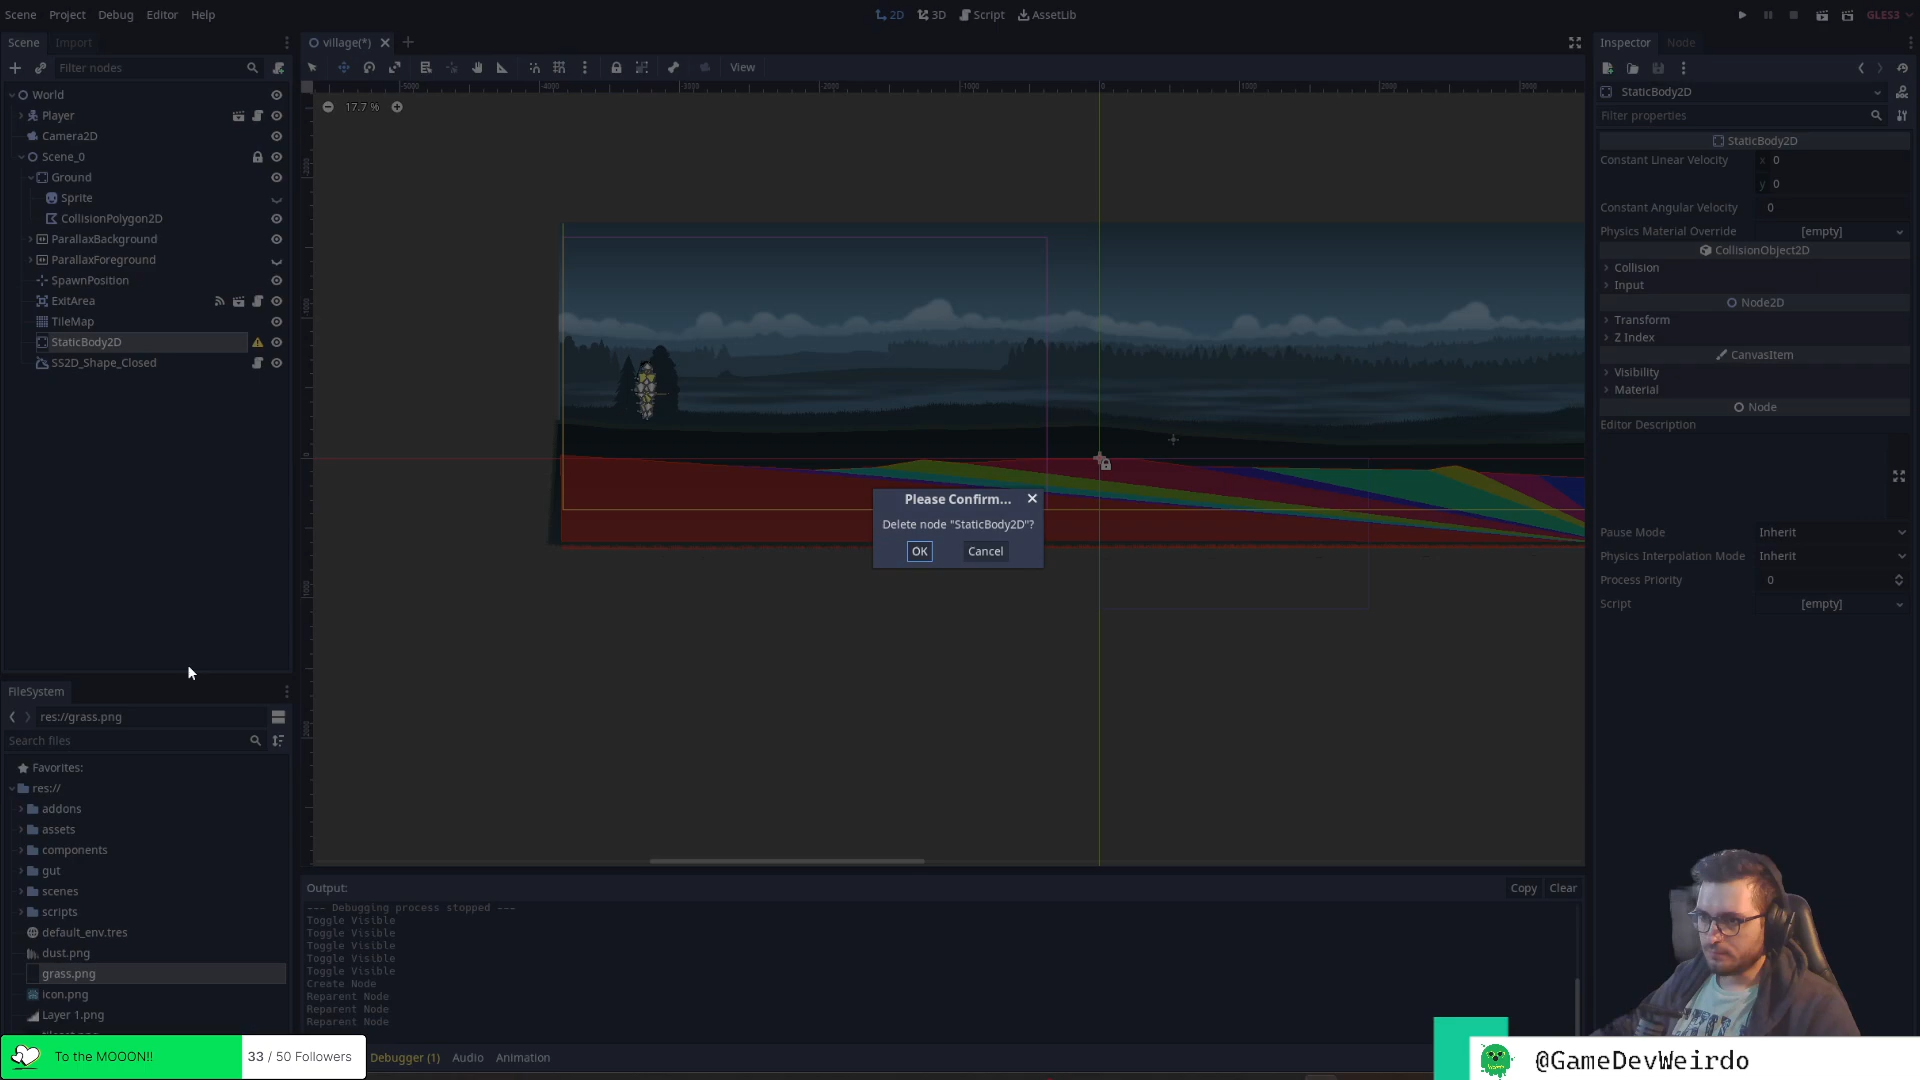 Scene Project Debug Editor Help
2D 3D Script AssetLib
GLES3
Scene Import
village(*)
Inspector Node
Filter nodes
View
World
Player
Camera2D
Scene_0
Ground
Sprite
CollisionPolygon2D
ParallaxBackground
ParallaxForeground
SpawnPosition
ExitArea
TileMap
StaticBody2D
SS2D_Shape_Closed
17.7 %
Please Confirm...
Delete node "StaticBody2D"?
OK Cancel
StaticBody2D
Filter properties
StaticBody2D
Constant Linear Velocity x 0
y 0
Constant Angular Velocity 0
Physics Material Override [empty]
CollisionObject2D
Collision
Input
Node2D
Transform
Z Index
CanvasItem
Visibility
Material
Node
Editor Description
Pause Mode Inherit
Physics Interpolation Mode Inherit
Process Priority 0
Script [empty]
FileSystem
res://grass.png
Search files
Favorites:
res://
addons
assets
components
gut
scenes
scripts
default_env.tres
dust.png
grass.png
icon.png
Layer 1.png
Output:
Copy Clear
--- Debugging process stopped ---
Toggle Visible
Toggle Visible
Toggle Visible
Toggle Visible
Toggle Visible
Create Node
Reparent Node
Reparent Node
Reparent Node
Debugger (1) Audio Animation
To the MOOON!! 33 / 50 Followers
@GameDevWeirdo